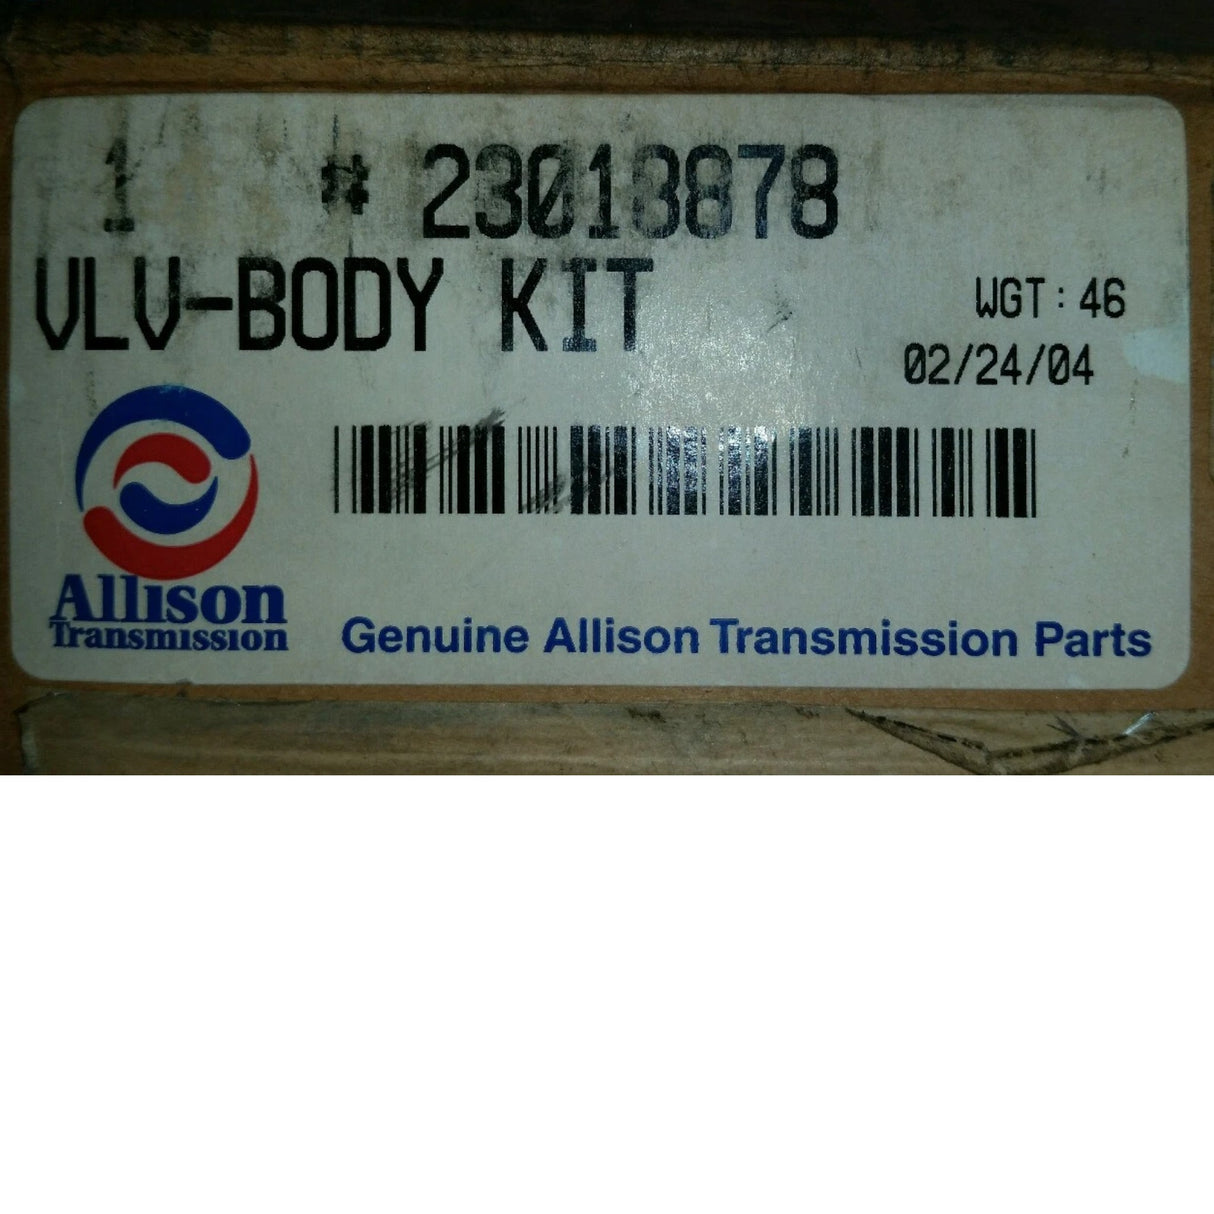 1 # 23018878
VLV-BODY KIT
WGT: 46
02/24/04
Allison
Transmission
Genuine Allison Transmission Parts